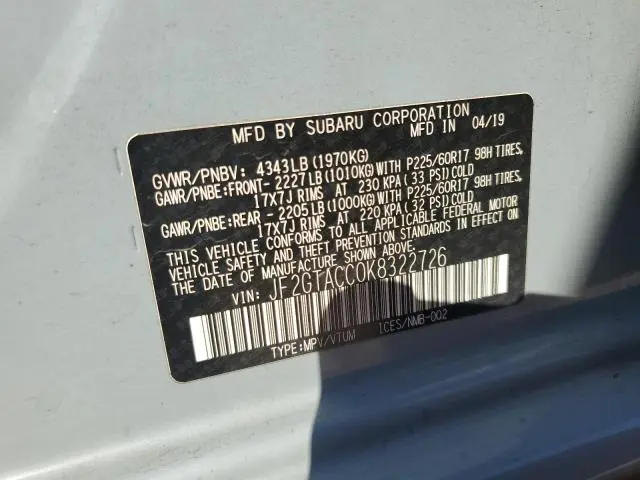 MFD BY SUBARU CORPORATION
MFD IN 04/19
GVWR/PNBV: 4343LB(1970KG)
GAWR/PNBE:FRONT- 2227LB(1010KG)WITH P225/60R17 98H TIRES,
17X7J RIMS AT 230 KPA (33 PSI)COLD
GAWR/PNBE:REAR - 2205LB(1000KG)WITH P225/60R17 98H TIRES,
17X7J RIMS AT 220 KPA (32 PSI)COLD
THIS VEHICLE CONFORMS TO ALL APPLICABLE FEDERAL MOTOR
VEHICLE SAFETY AND THEFT PREVENTION STANDARDS IN EFFECT ON
THE DATE OF MANUFACTURE SHOWN ABOVE.
VIN: JF2GTACC0K8322726
TYPE:MPV/VTUM 1CES/NMB-002